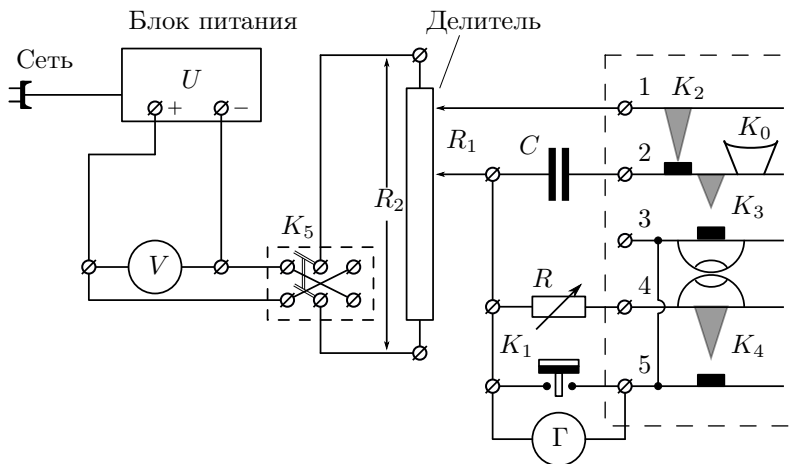 Блок питания
Делитель
Сеть
U
+
−
1
K₂
R₁
C
2
K₀
R₂
K₅
3
K₃
V
R
4
K₁
5
K₄
Г